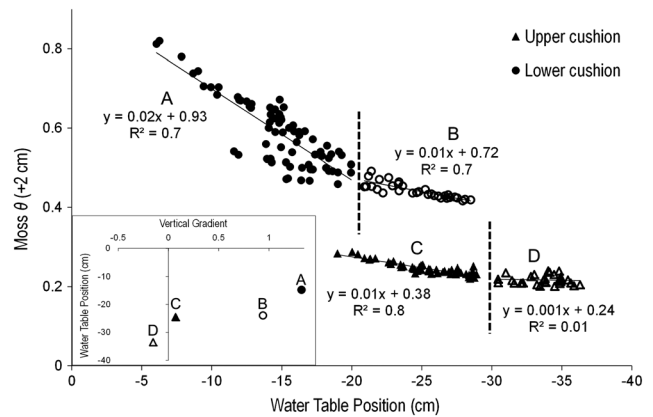 ▲ Upper cushion
● Lower cushion
A
y = 0.02x + 0.93
R² = 0.7
B
y = 0.01x + 0.72
R² = 0.7
C
y = 0.01x + 0.38
R² = 0.8
D
y = 0.001x + 0.24
R² = 0.01
Moss θ (+2 cm)
0.8
0.6
0.4
0.2
0
0 -5 -10 -15 -20 -25 -30 -35 -40
Water Table Position (cm)
Vertical Gradient
-0.5 0 0.5 1
Water Table Position (cm)
0
-10
-20
-30
-40
A
B
C
D